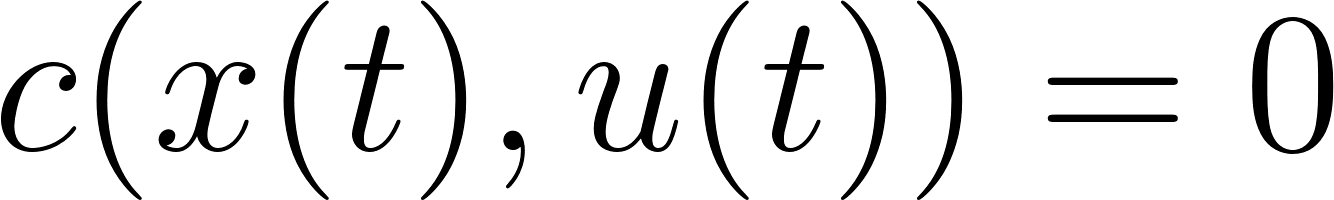 c(x(t), u(t)) = 0